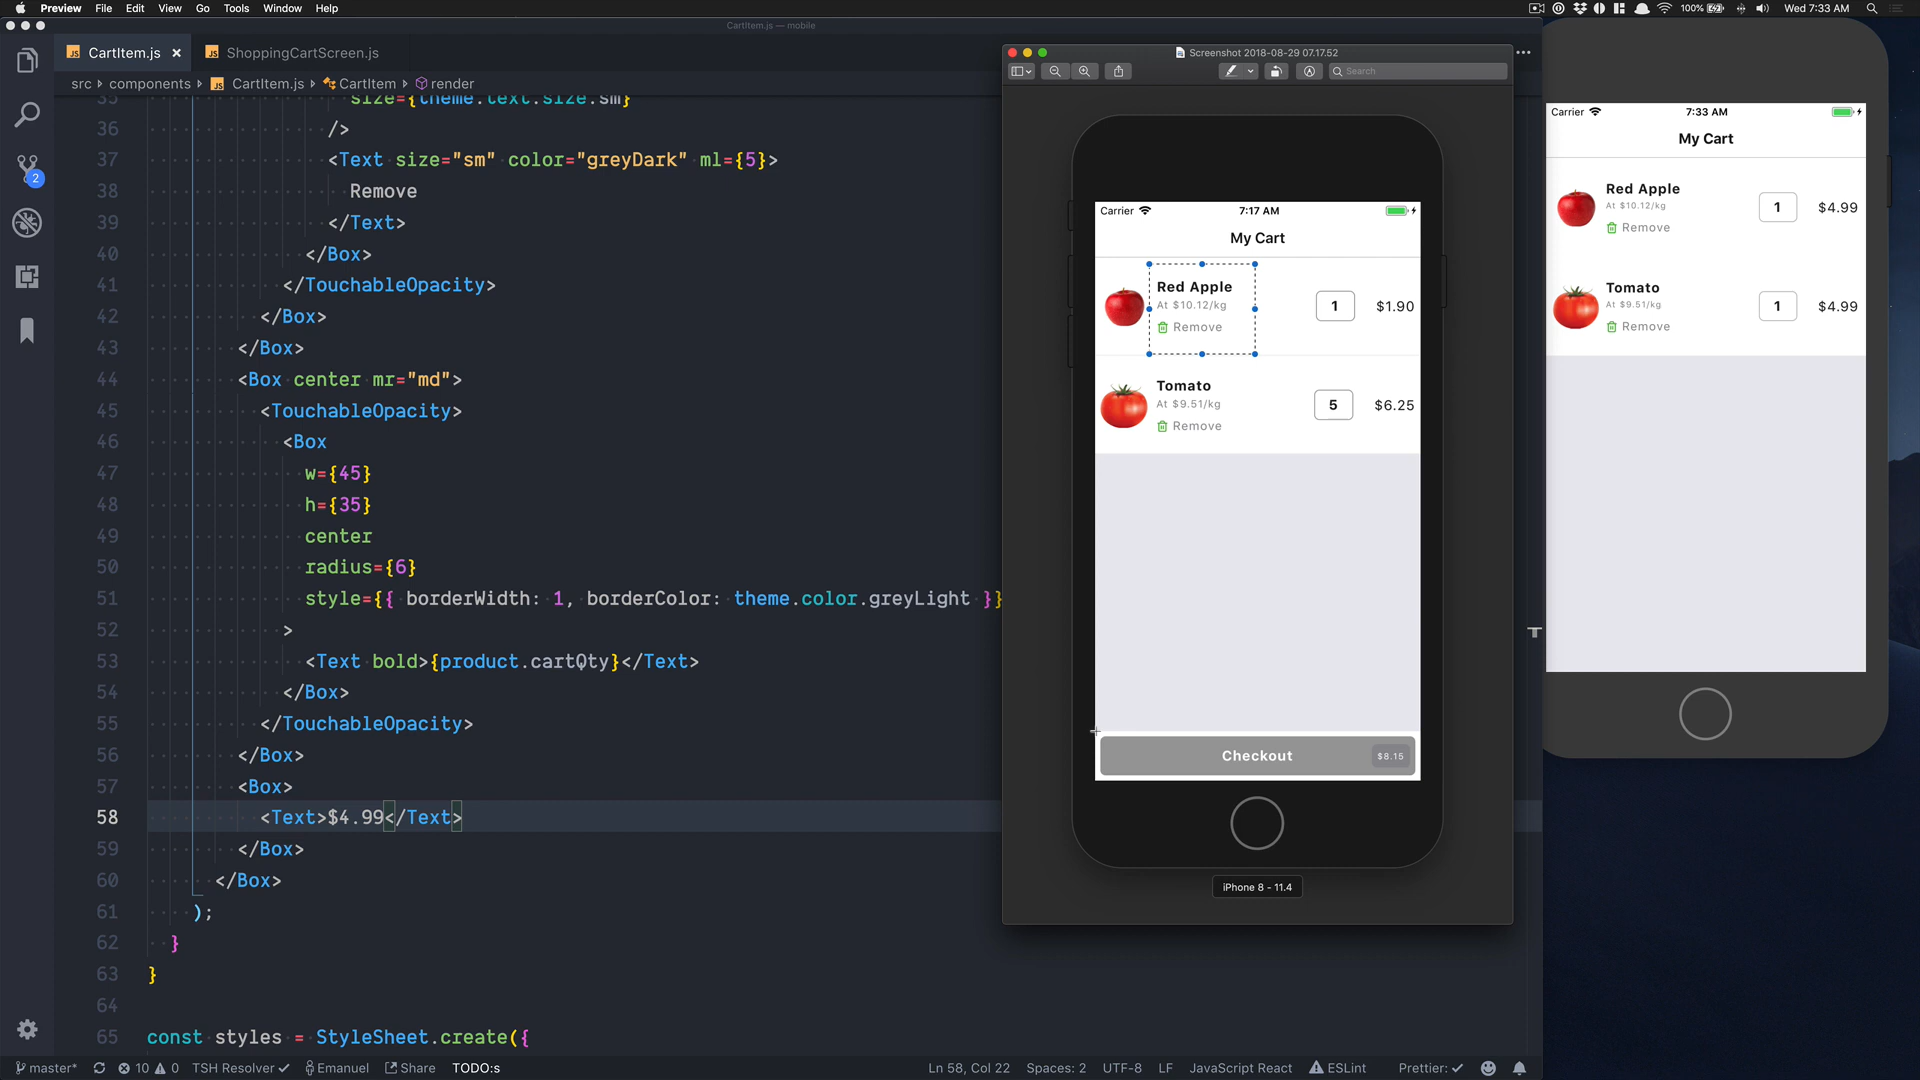 Preview File Edit View Go Tools Window Help
100% Wed 7:33 AM
CartItem.js — mobile
JS CartItem.js ×
JS ShoppingCartScreen.js
src components JS CartItem.js CartItem render
35 size={theme.text.size.sm}
36 />
37 <Text size="sm" color="greyDark" ml={5}>
38 Remove
39 </Text>
40 </Box>
41 </TouchableOpacity>
42 </Box>
43 </Box>
44 <Box center mr="md">
45 <TouchableOpacity>
46 <Box
47 w={45}
48 h={35}
49 center
50 radius={6}
51 style={{ borderWidth: 1, borderColor: theme.color.greyLight }}
52 >
53 <Text bold>{product.cartQty}</Text>
54 </Box>
55 </TouchableOpacity>
56 </Box>
57 <Box>
58 <Text>$4.99</Text>
59 </Box>
60 </Box>
61 );
62 }
63 }
64
65 const styles = StyleSheet.create({
2
master* 10 0 TSH Resolver Emanuel Share TODO:s
Ln 58, Col 22 Spaces: 2 UTF-8 LF JavaScript React ESLint Prettier:
Screenshot 2018-08-29 07.17.52
Search
Carrier 7:17 AM
My Cart
Red Apple
At $10.12/kg
Remove
1 $1.90
Tomato
At $9.51/kg
Remove
5 $6.25
Checkout $8.15
iPhone 8 - 11.4
Carrier 7:33 AM
My Cart
Red Apple
At $10.12/kg
Remove
1 $4.99
Tomato
At $9.51/kg
Remove
1 $4.99